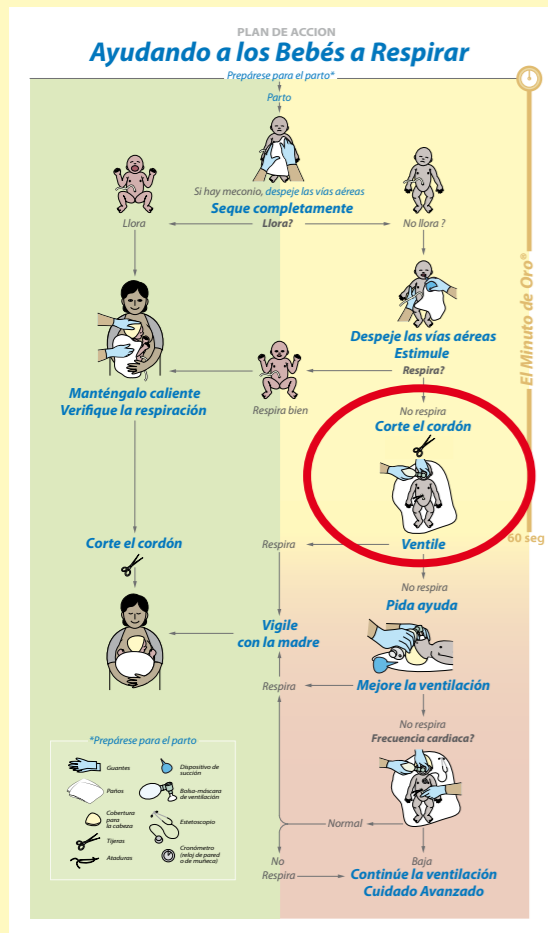 PLAN DE ACCION
Ayudando a los Bebés a Respirar
Prepárese para el parto*
Parto
Si hay meconio, despeje las vías aéreas
Seque completamente
Llora
Llora?
No llora ?
El Minuto de Oro®
Despeje las vías aéreas
Estimule
Respira?
Manténgalo caliente
Verifique la respiración
Respira bien
No respira
Corte el cordón
60 seg
Corte el cordón
Respira
Ventile
No respira
Pida ayuda
Vigile
con la madre
Respira
Mejore la ventilación
No respira
Frecuencia cardiaca?
Normal
No
Respira
Baja
Continúe la ventilación
Cuidado Avanzado
*Prepárese para el parto
Guantes
Paños
Cobertura
para
la cabeza
Tijeras
Ataduras
Dispositivo de
succión
Bolsa-máscara
de ventilación
Estetoscopio
Cronómetro
(reloj de pared
o de muñeca)